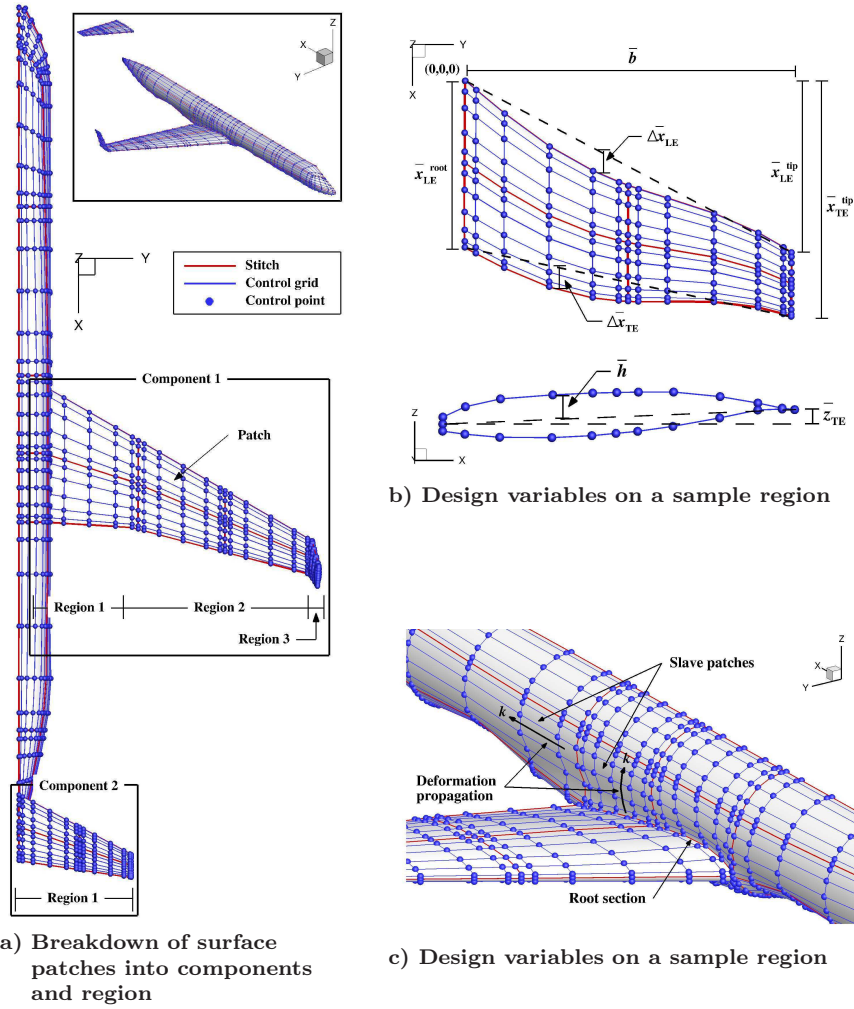 Z
X
Y
Z
Y
X
Stitch
Control grid
Control point
Component 1
Patch
Region 1
Region 2
Region 3
Component 2
Region 1
a) Breakdown of surface
patches into components
and region
Z
Y
X
(0,0,0)
b̅
Δx̅LE
x̅LE root
x̅LE tip
x̅TE tip
Δx̅TE
h̅
z̅TE
Z
Y
X
b) Design variables on a sample region
Z
X
Y
Slave patches
k
k
Deformation
propagation
Root section
c) Design variables on a sample region